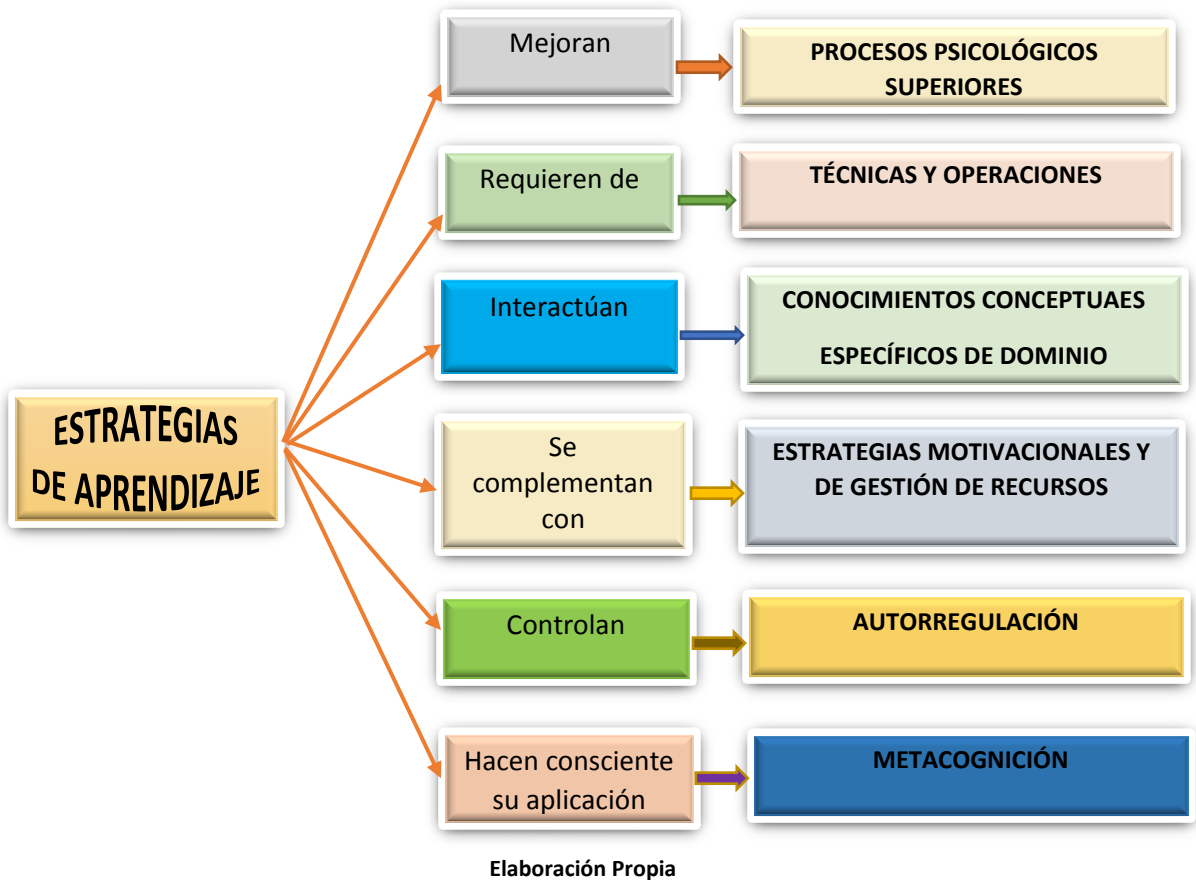 Mejoran
PROCESOS PSICOLÓGICOS
SUPERIORES
Requieren de
TÉCNICAS Y OPERACIONES
Interactúan
CONOCIMIENTOS CONCEPTUAES
ESPECÍFICOS DE DOMINIO
ESTRATEGIAS
DE APRENDIZAJE
Se
complementan
con
ESTRATEGIAS MOTIVACIONALES Y
DE GESTIÓN DE RECURSOS
Controlan
AUTORREGULACIÓN
Hacen consciente
su aplicación
METACOGNICIÓN
Elaboración Propia